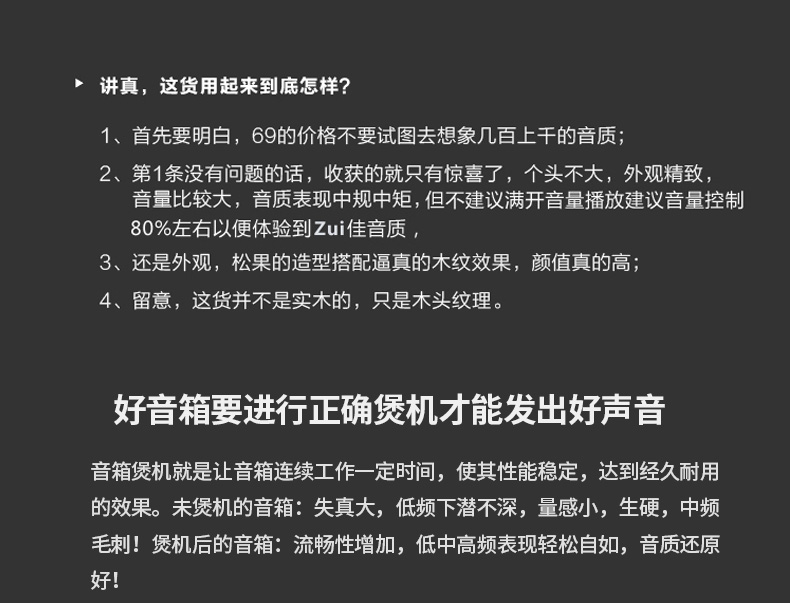 讲真，这货用起来到底怎样？
1、首先要明白，69的价格不要试图去想象几百上千的音质；
2、第1条没有问题的话，收获的就只有惊喜了，个头不大，外观精致，
音量比较大，音质表现中规中矩，但不建议满开音量播放建议音量控制
80%左右以便体验到Zui佳音质，
3、还是外观，松果的造型搭配逼真的木纹效果，颜值真的高；
4、留意，这货并不是实木的，只是木头纹理。
好音箱要进行正确煲机才能发出好声音
音箱煲机就是让音箱连续工作一定时间，使其性能稳定，达到经久耐用
的效果。未煲机的音箱：失真大，低频下潜不深，量感小，生硬，中频
毛刺！煲机后的音箱：流畅性增加，低中高频表现轻松自如，音质还原
好！